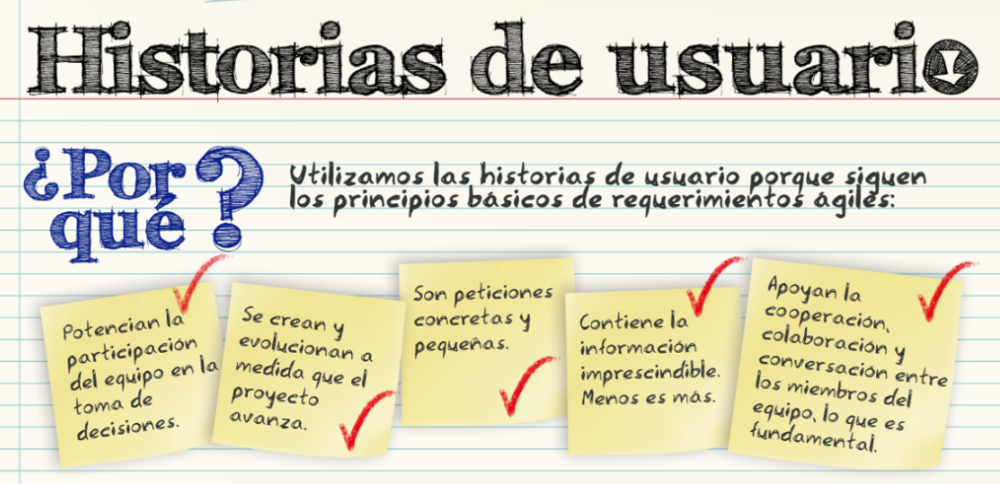 Historias de usuario
¿Por
qué?
Utilizamos las historias de usuario porque siguen
los principios básicos de requerimientos ágiles:
Potencian la
participación
del equipo en la
toma de
decisiones.
Se crean y
evolucionan a
medida que el
proyecto
avanza.
Son peticiones
concretas y
pequeñas.
Contiene la
información
imprescindible.
Menos es más.
Apoyan la
cooperación,
colaboración y
conversación entre
los miembros del
equipo, lo que es
fundamental.